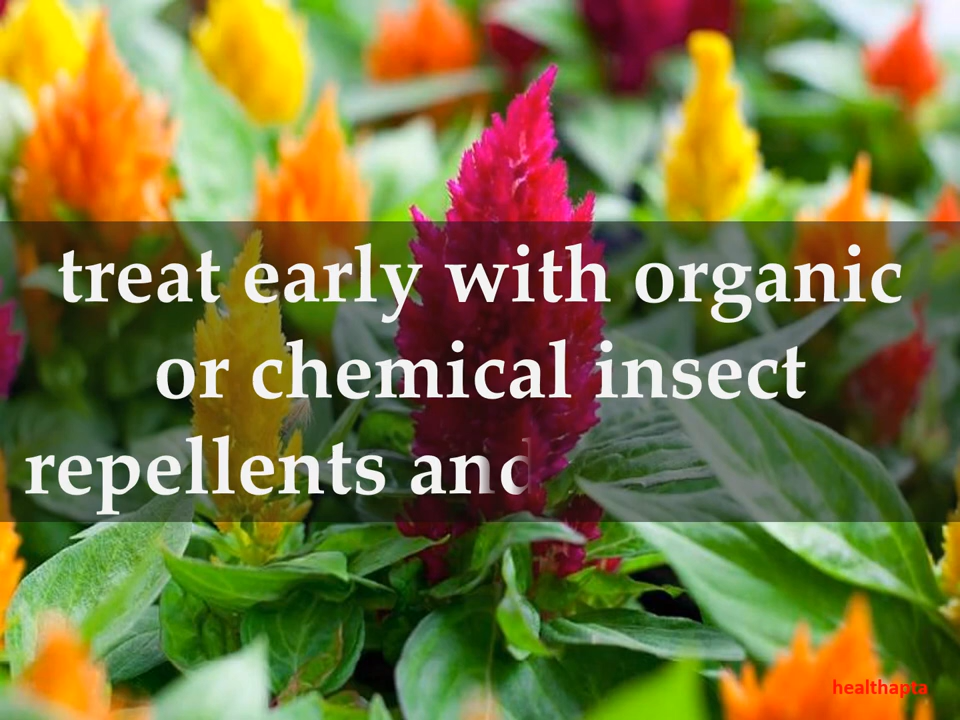 treat early with organic
or chemical insect
repellents and
healthapta